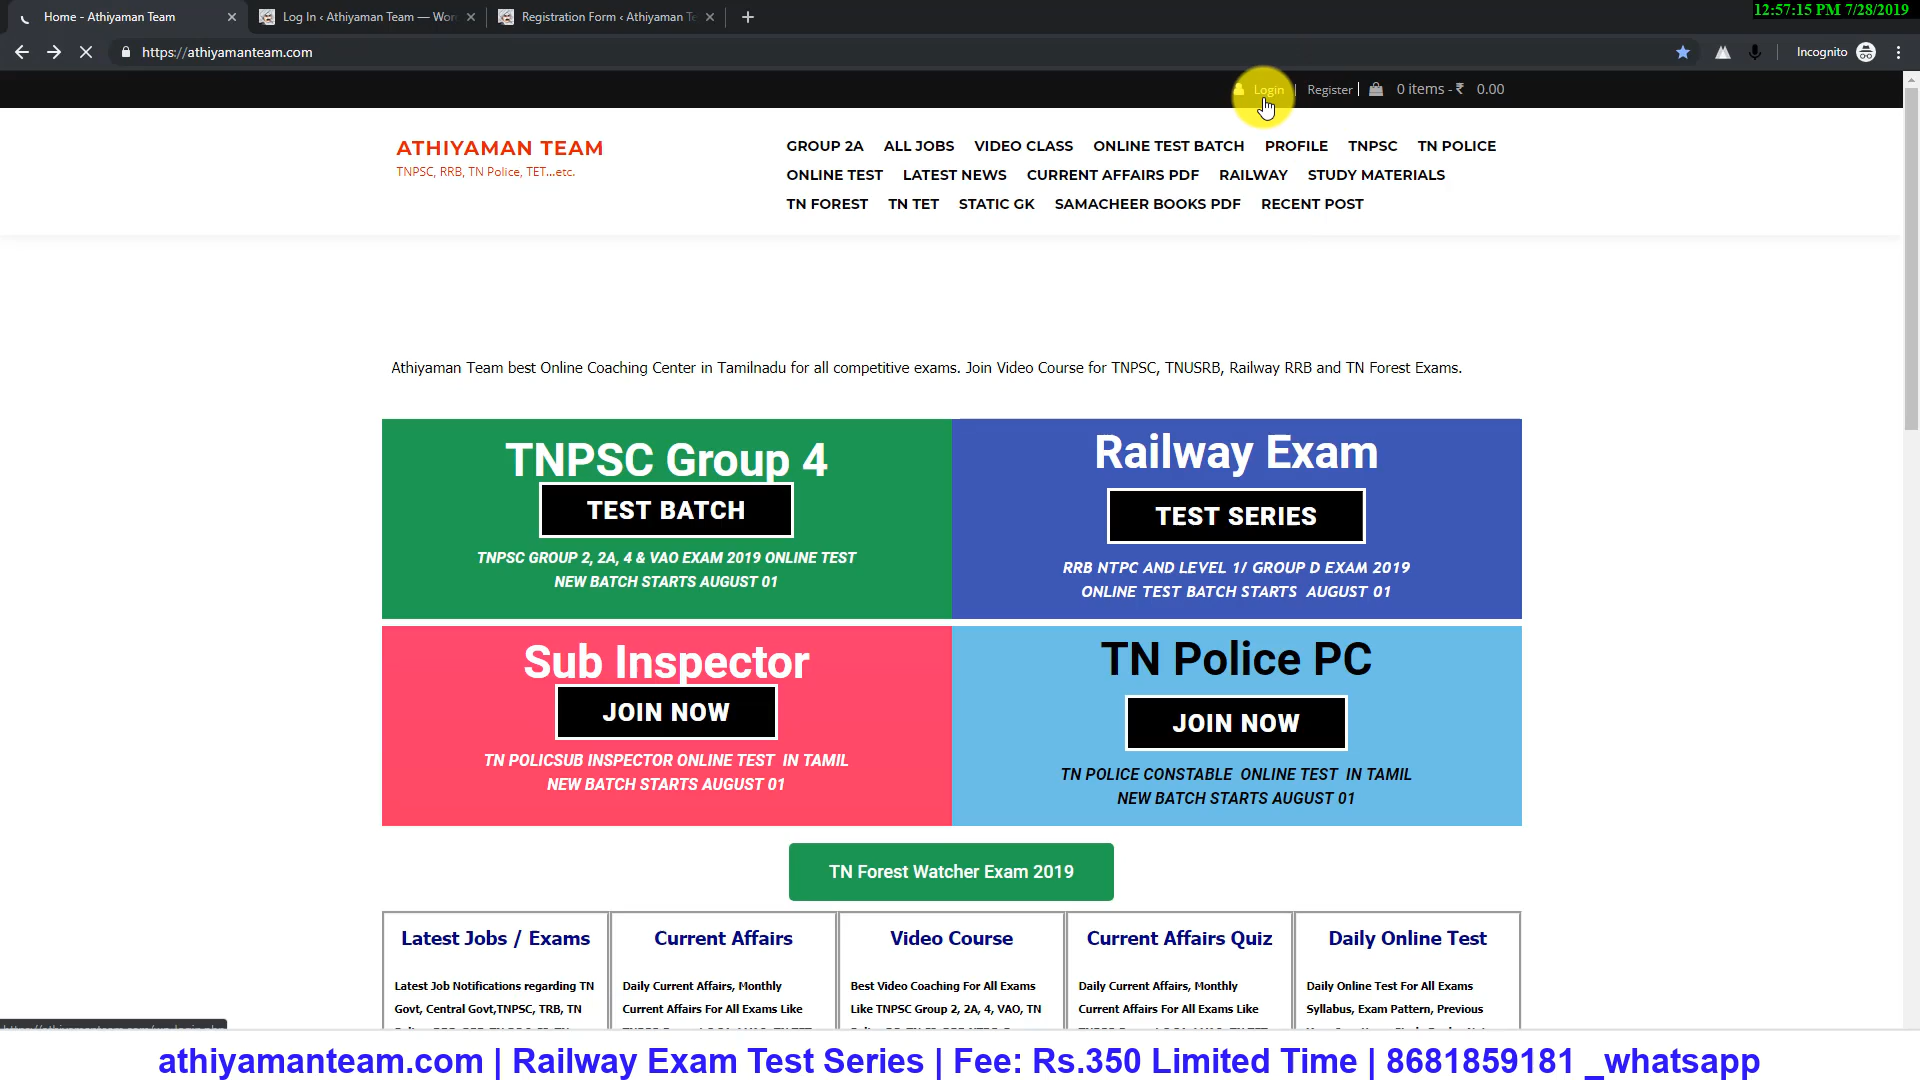 Home - Athiyaman Team
Log In ‹ Athiyaman Team — Wor
Registration Form ‹ Athiyaman Te
12:57:15 PM 7/28/2019
https://athiyamanteam.com
Incognito
Login | Register | 0 items - ₹ 0.00
ATHIYAMAN TEAM
TNPSC, RRB, TN Police, TET...etc.
GROUP 2A ALL JOBS VIDEO CLASS ONLINE TEST BATCH PROFILE TNPSC TN POLICE
ONLINE TEST LATEST NEWS CURRENT AFFAIRS PDF RAILWAY STUDY MATERIALS
TN FOREST TN TET STATIC GK SAMACHEER BOOKS PDF RECENT POST
Athiyaman Team best Online Coaching Center in Tamilnadu for all competitive exams. Join Video Course for TNPSC, TNUSRB, Railway RRB and TN Forest Exams.
TNPSC Group 4
TEST BATCH
TNPSC GROUP 2, 2A, 4 & VAO EXAM 2019 ONLINE TEST
NEW BATCH STARTS AUGUST 01
Railway Exam
TEST SERIES
RRB NTPC AND LEVEL 1/ GROUP D EXAM 2019
ONLINE TEST BATCH STARTS AUGUST 01
Sub Inspector
JOIN NOW
TN POLICSUB INSPECTOR ONLINE TEST IN TAMIL
NEW BATCH STARTS AUGUST 01
TN Police PC
JOIN NOW
TN POLICE CONSTABLE ONLINE TEST IN TAMIL
NEW BATCH STARTS AUGUST 01
TN Forest Watcher Exam 2019
Latest Jobs / Exams
Latest Job Notifications regarding TN
Govt, Central Govt,TNPSC, TRB, TN
Current Affairs
Daily Current Affairs, Monthly
Current Affairs For All Exams Like
Video Course
Best Video Coaching For All Exams
Like TNPSC Group 2, 2A, 4, VAO, TN
Current Affairs Quiz
Daily Current Affairs, Monthly
Current Affairs For All Exams Like
Daily Online Test
Daily Online Test For All Exams
Syllabus, Exam Pattern, Previous
athiyamanteam.com | Railway Exam Test Series | Fee: Rs.350 Limited Time | 8681859181 _whatsapp